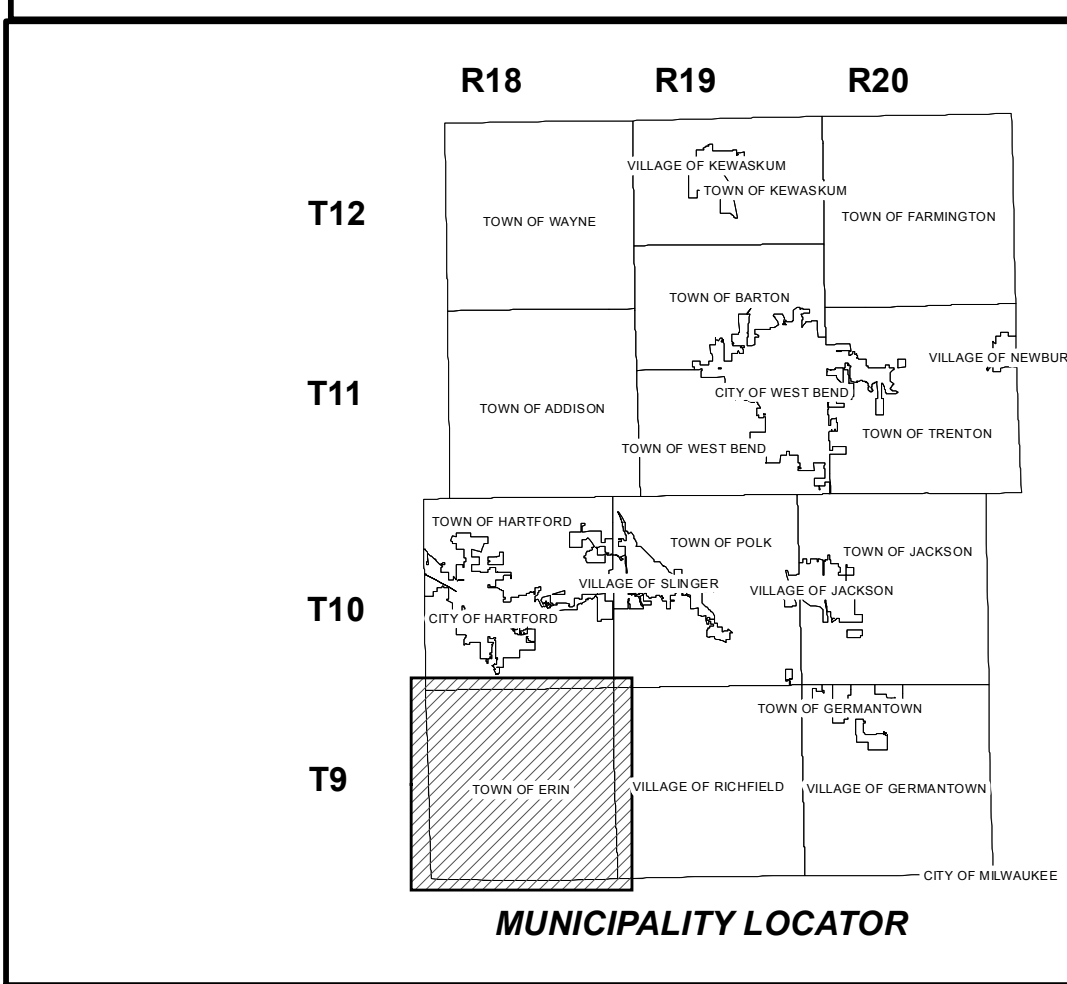 R18 R19 R20
VILLAGE OF KEWASKUM
TOWN OF KEWASKUM
T12
TOWN OF WAYNE
TOWN OF FARMINGTON
TOWN OF BARTON
VILLAGE OF NEWBUR
T11
CITY OF WEST BEND
TOWN OF ADDISON
TOWN OF TRENTON
TOWN OF WEST BEND
TOWN OF HARTFORD
TOWN OF POLK
TOWN OF JACKSON
VILLAGE OF SLINGER
VILLAGE OF JACKSON
T10
CITY OF HARTFORD
TOWN OF GERMANTOWN
T9
TOWN OF ERIN
VILLAGE OF RICHFIELD
VILLAGE OF GERMANTOWN
CITY OF MILWAUKEE
MUNICIPALITY LOCATOR